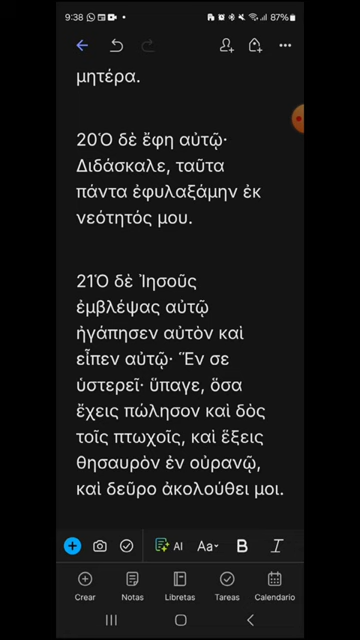 9:38
87%
μητέρα.
20Ὁ δὲ ἔφη αὐτῷ·
Διδάσκαλε, ταῦτα
πάντα ἐφυλαξάμην ἐκ
νεότητός μου.
21Ὁ δὲ Ἰησοῦς
ἐμβλέψας αὐτῷ
ἠγάπησεν αὐτὸν καὶ
εἶπεν αὐτῷ· Ἕν σε
ὑστερεῖ· ὕπαγε, ὅσα
ἔχεις πώλησον καὶ δὸς
τοῖς πτωχοῖς, καὶ ἕξεις
θησαυρὸν ἐν οὐρανῷ,
καὶ δεῦρο ἀκολούθει μοι.
AI Aa B I
Crear Notas Libretas Tareas Calendario